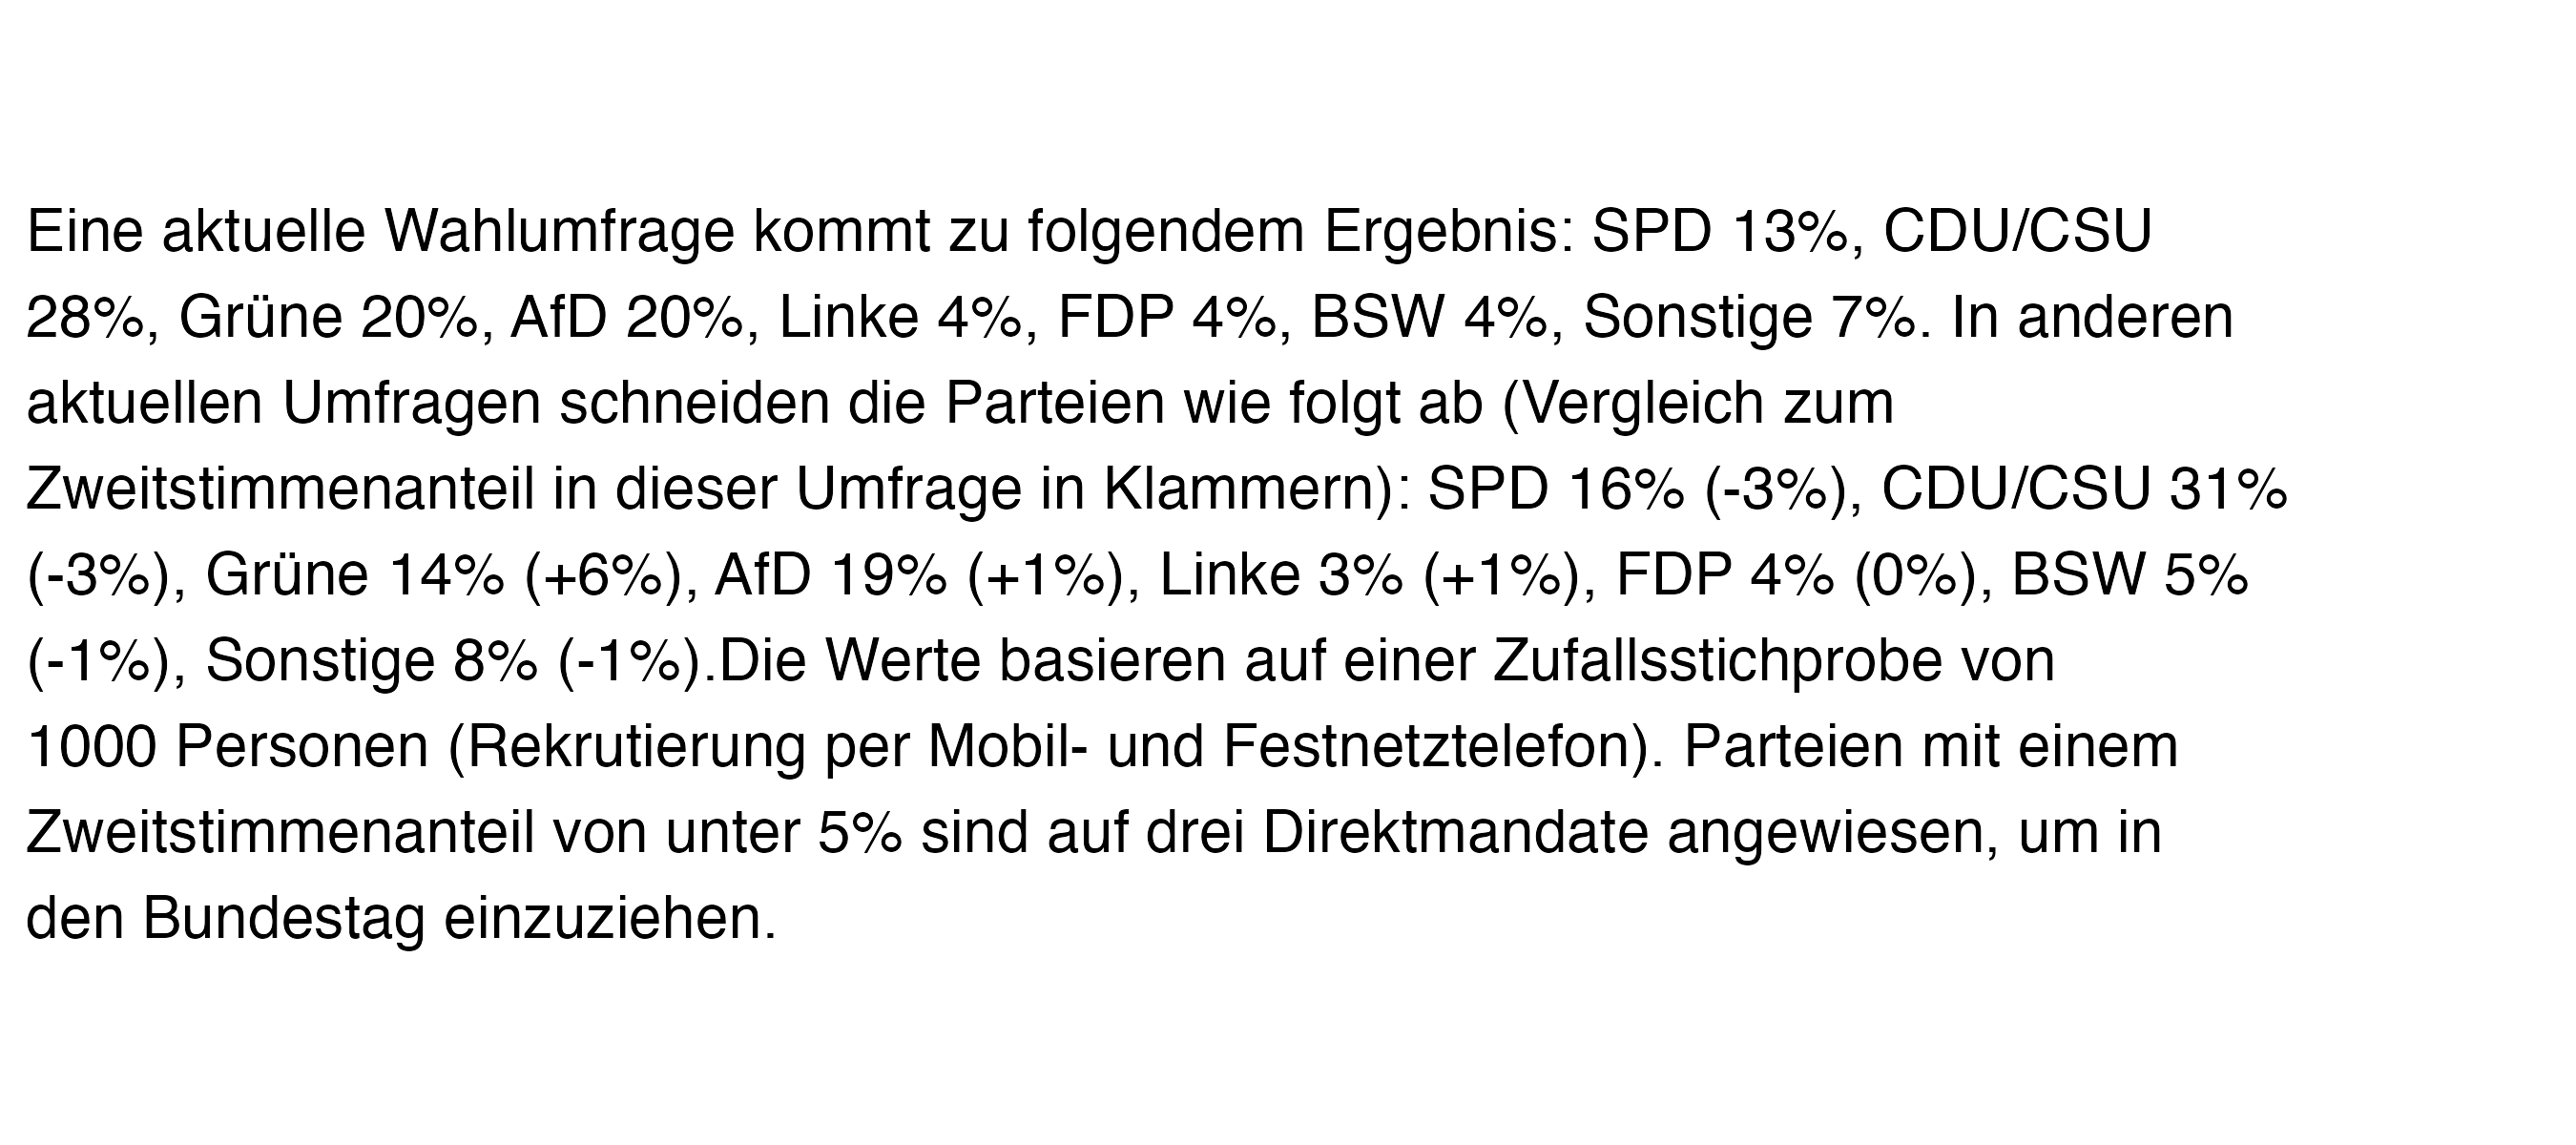 Eine aktuelle Wahlumfrage kommt zu folgendem Ergebnis: SPD 13%, CDU/CSU
28%, Grüne 20%, AfD 20%, Linke 4%, FDP 4%, BSW 4%, Sonstige 7%. In anderen
aktuellen Umfragen schneiden die Parteien wie folgt ab (Vergleich zum
Zweitstimmenanteil in dieser Umfrage in Klammern): SPD 16% (-3%), CDU/CSU 31%
(-3%), Grüne 14% (+6%), AfD 19% (+1%), Linke 3% (+1%), FDP 4% (0%), BSW 5%
(-1%), Sonstige 8% (-1%).Die Werte basieren auf einer Zufallsstichprobe von
1000 Personen (Rekrutierung per Mobil- und Festnetztelefon). Parteien mit einem
Zweitstimmenanteil von unter 5% sind auf drei Direktmandate angewiesen, um in
den Bundestag einzuziehen.